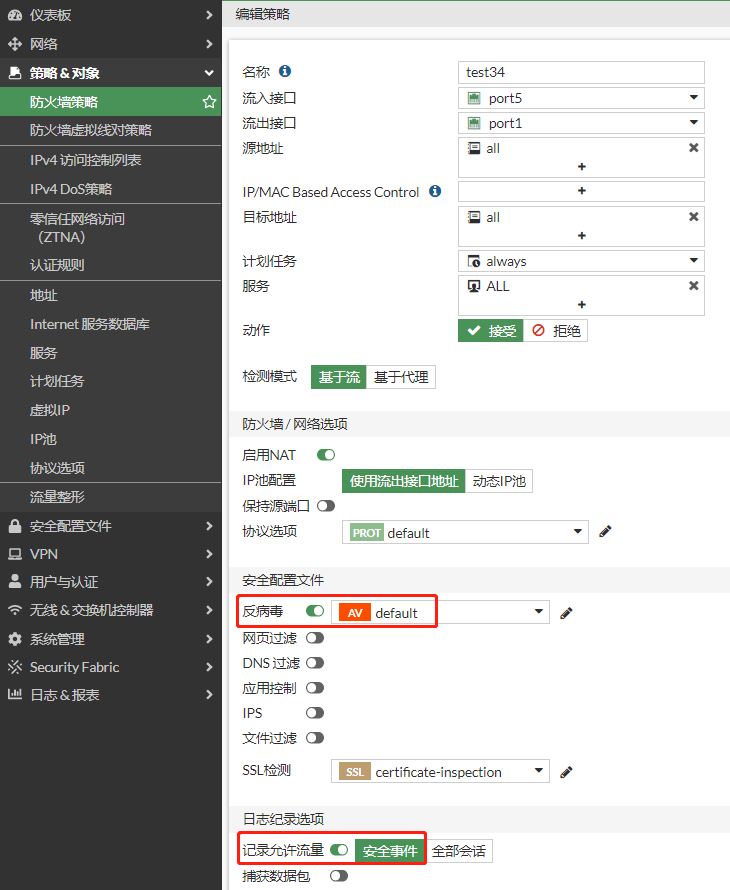 仪表板
网络
策略 & 对象
防火墙策略
防火墙虚拟线对策略
IPv4 访问控制列表
IPv4 DoS策略
零信任网络访问
（ZTNA）
认证规则
地址
Internet 服务数据库
服务
计划任务
虚拟IP
IP池
协议选项
流量整形
安全配置文件
VPN
用户与认证
无线 & 交换机控制器
系统管理
Security Fabric
日志 & 报表
编辑策略
名称 test34
流入接口 port5
流出接口 port1
源地址 all
+
IP/MAC Based Access Control +
目标地址 all
+
计划任务 always
服务 ALL
+
动作 接受 拒绝
检测模式 基于流 基于代理
防火墙 / 网络选项
启用NAT
IP池配置 使用流出接口地址 动态IP池
保持源端口
协议选项 PROT default
安全配置文件
反病毒 AV default
网页过滤
DNS 过滤
应用控制
IPS
文件过滤
SSL检测 SSL certificate-inspection
日志纪录选项
记录允许流量 安全事件 全部会话
捕获数据包